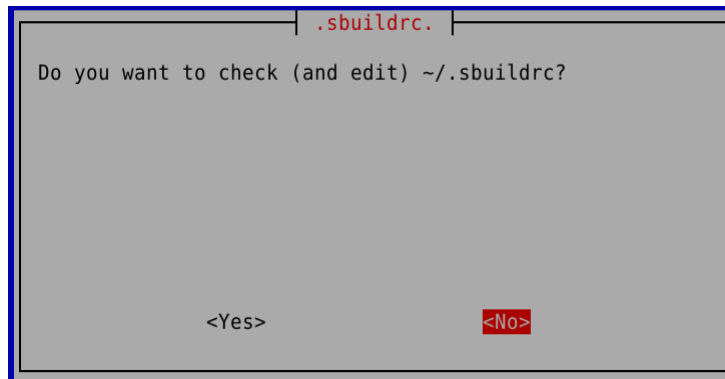 .sbuildrc.
Do you want to check (and edit) ~/.sbuildrc?
<Yes> <No>